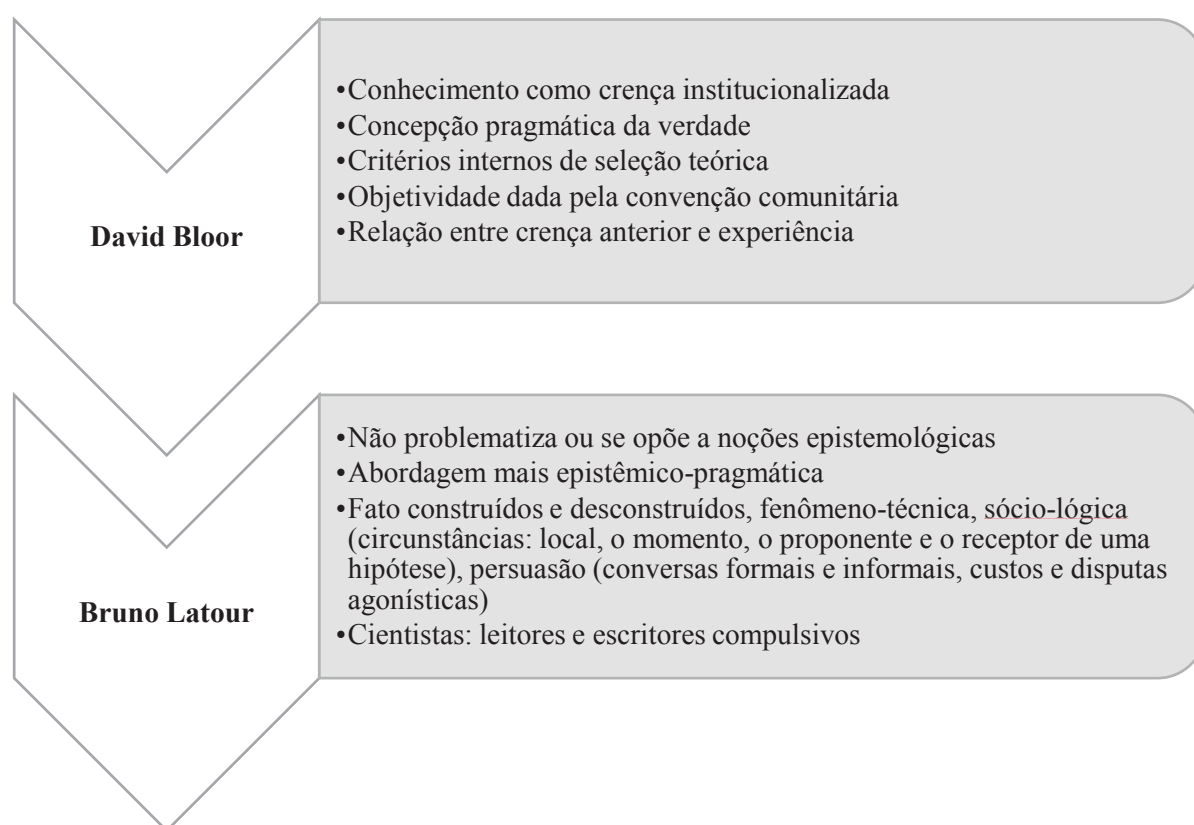 David Bloor
•Conhecimento como crença institucionalizada
•Concepção pragmática da verdade
•Critérios internos de seleção teórica
•Objetividade dada pela convenção comunitária
•Relação entre crença anterior e experiência
Bruno Latour
•Não problematiza ou se opõe a noções epistemológicas
•Abordagem mais epistêmico-pragmática
•Fato construídos e desconstruídos, fenômeno-técnica, sócio-lógica
(circunstâncias: local, o momento, o proponente e o receptor de uma
hipótese), persuasão (conversas formais e informais, custos e disputas
agonísticas)
•Cientistas: leitores e escritores compulsivos